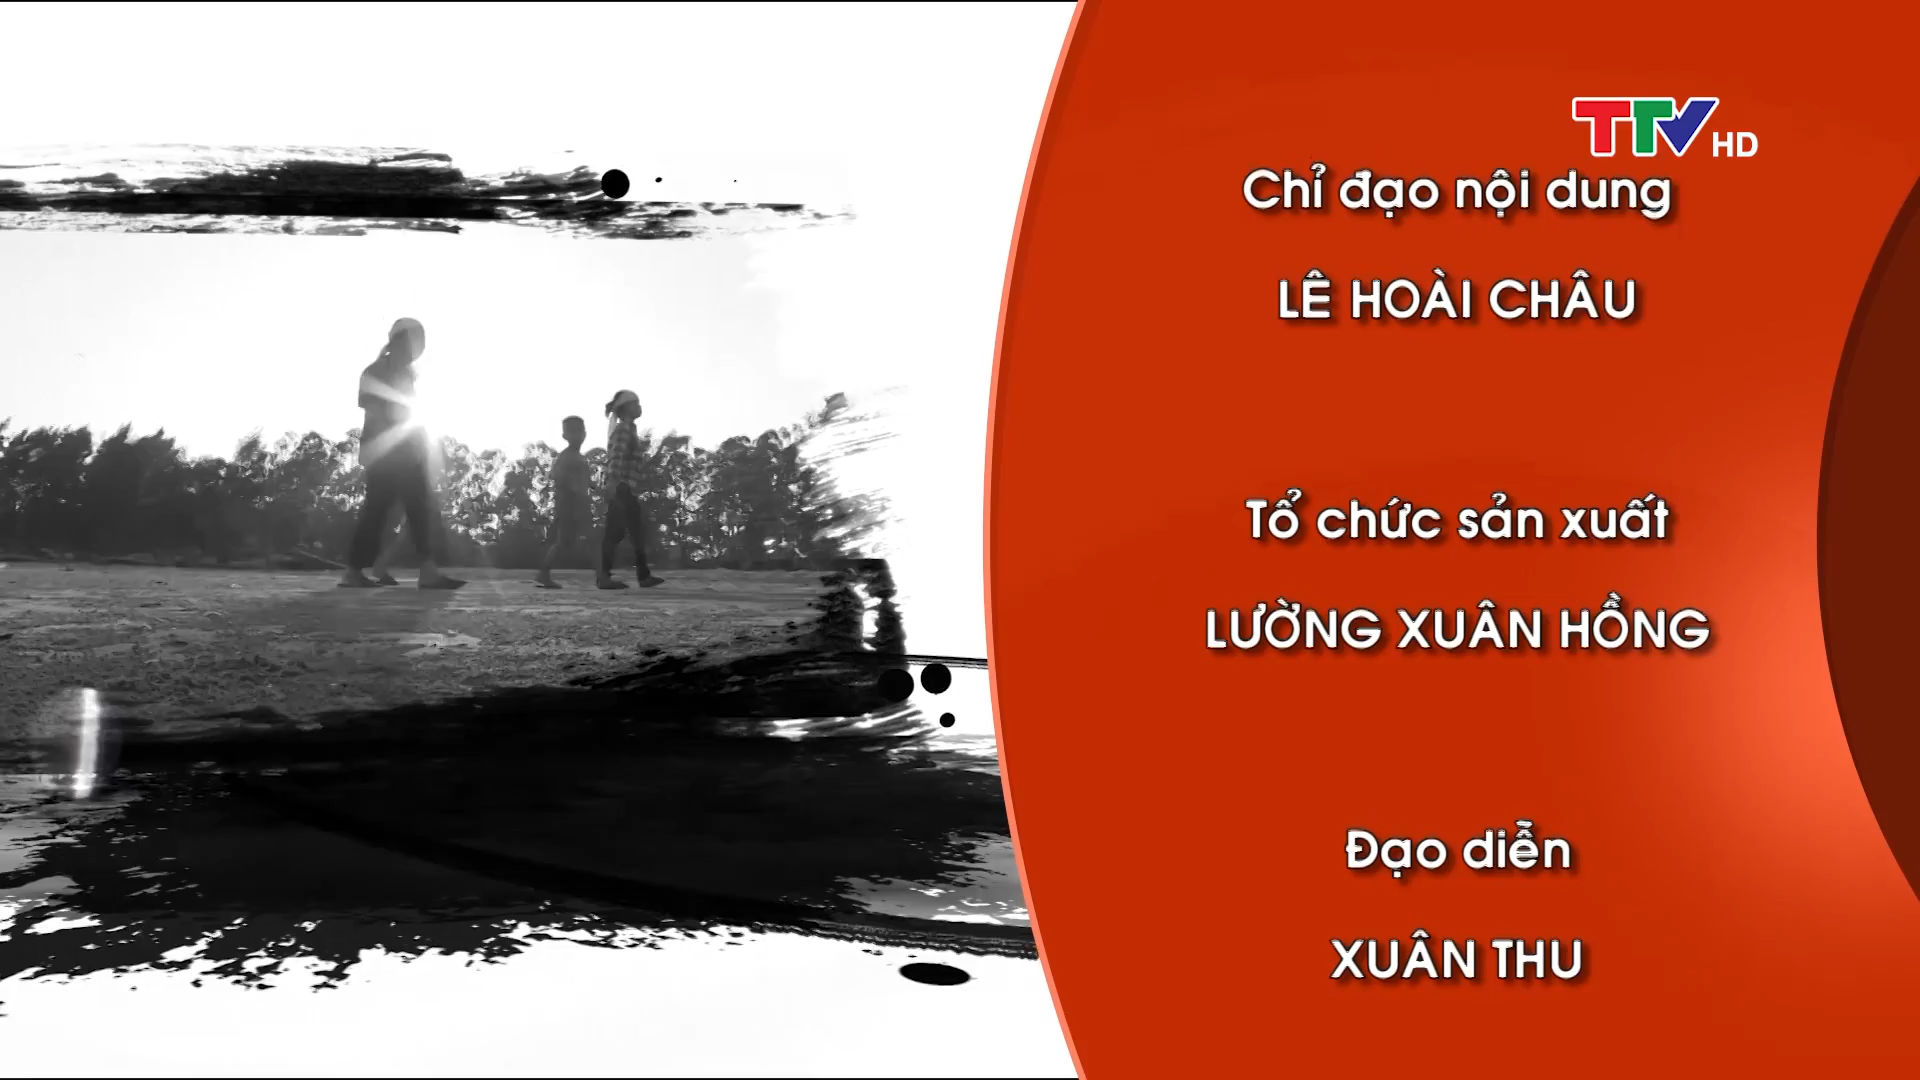 TTV HD
Chỉ đạo nội dung
LÊ HOÀI CHÂU
Tổ chức sản xuất
LƯỜNG XUÂN HỒNG
Đạo diễn
XUÂN THU